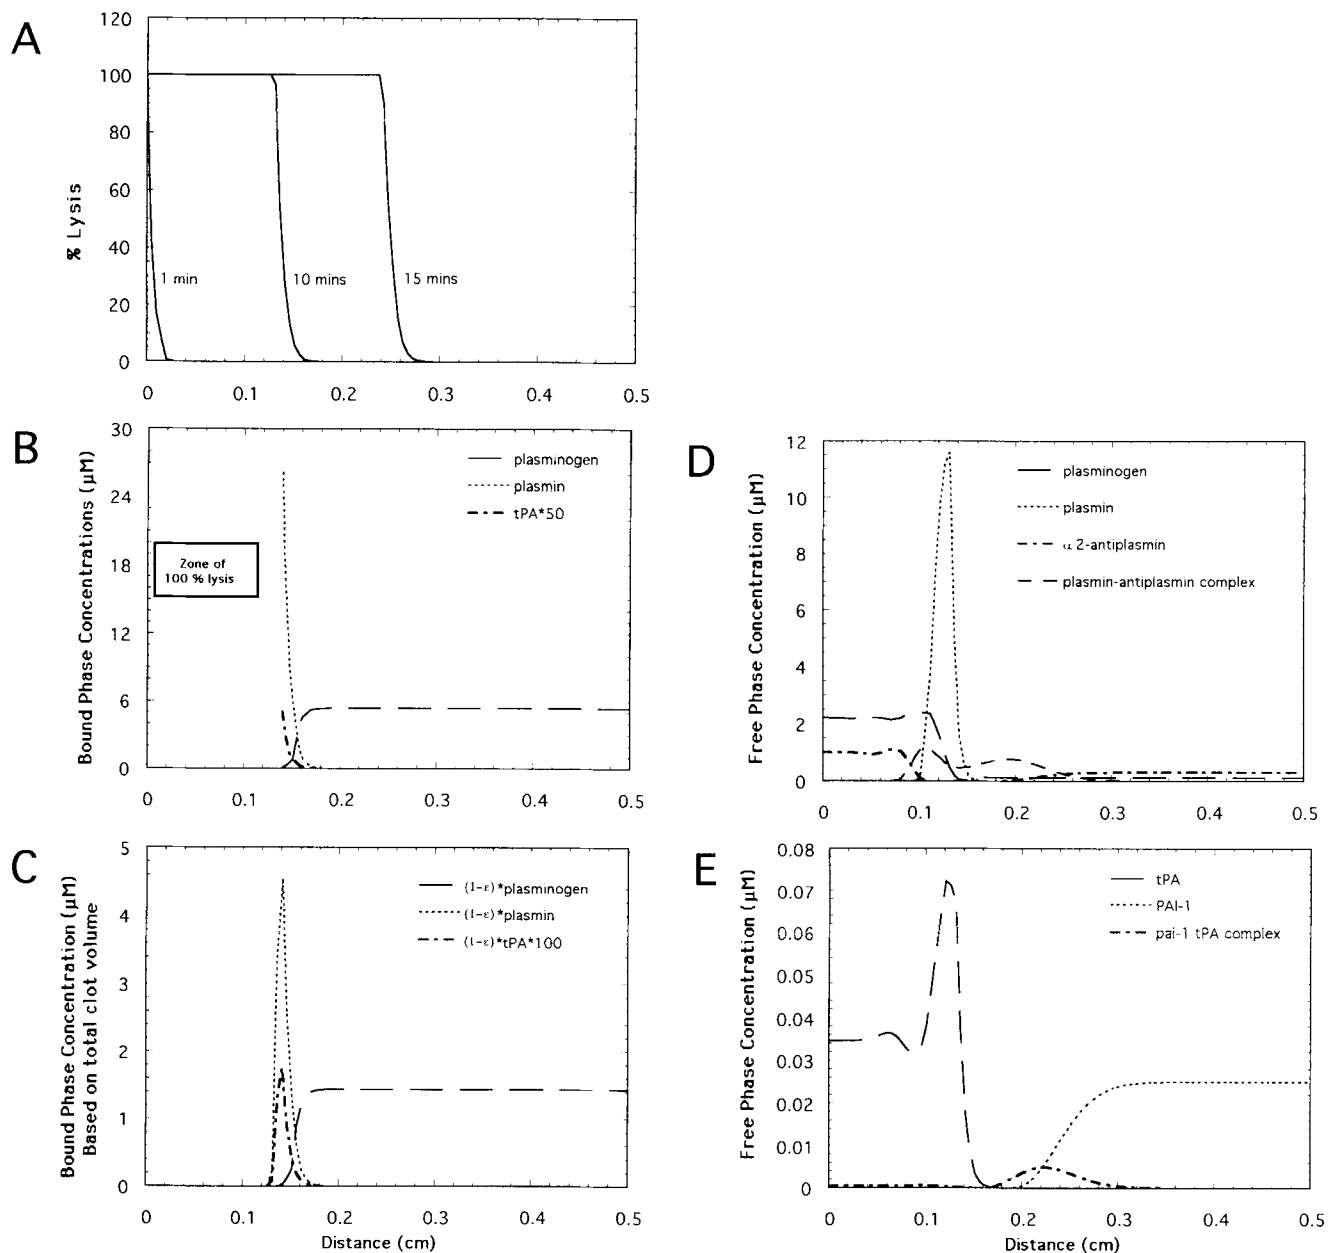 A
120
100
80
60
40
20
0
% Lysis
1 min
10 mins
15 mins
0 0.1 0.2 0.3 0.4 0.5
B
30
24
18
12
6
0
Bound Phase Concentrations (µM)
plasminogen
plasmin
tPA*50
Zone of
100 % lysis
0 0.1 0.2 0.3 0.4 0.5
C
5
4
3
2
1
0
Bound Phase Concentration (µM)
Based on total clot volume
(1-ε)*plasminogen
(1-ε)*plasmin
(1-ε)*tPA*100
0 0.1 0.2 0.3 0.4 0.5
Distance (cm)
D
12
10
8
6
4
2
0
Free Phase Concentration (µM)
plasminogen
plasmin
α2-antiplasmin
plasmin-antiplasmin complex
0 0.1 0.2 0.3 0.4 0.5
E
0.08
0.07
0.05
0.04
0.03
0.02
0.01
0
Free Phase Concentration (µM)
tPA
PAI-1
pai-1 tPA complex
0 0.1 0.2 0.3 0.4 0.5
Distance (cm)